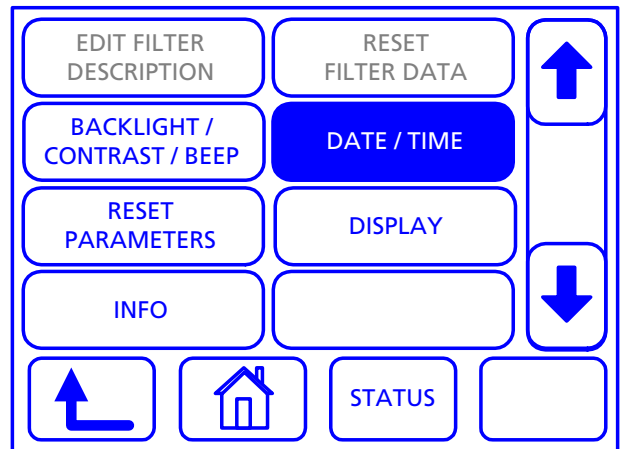 EDIT FILTER
DESCRIPTION
RESET
FILTER DATA
BACKLIGHT /
CONTRAST / BEEP
DATE / TIME
RESET
PARAMETERS
DISPLAY
INFO
STATUS